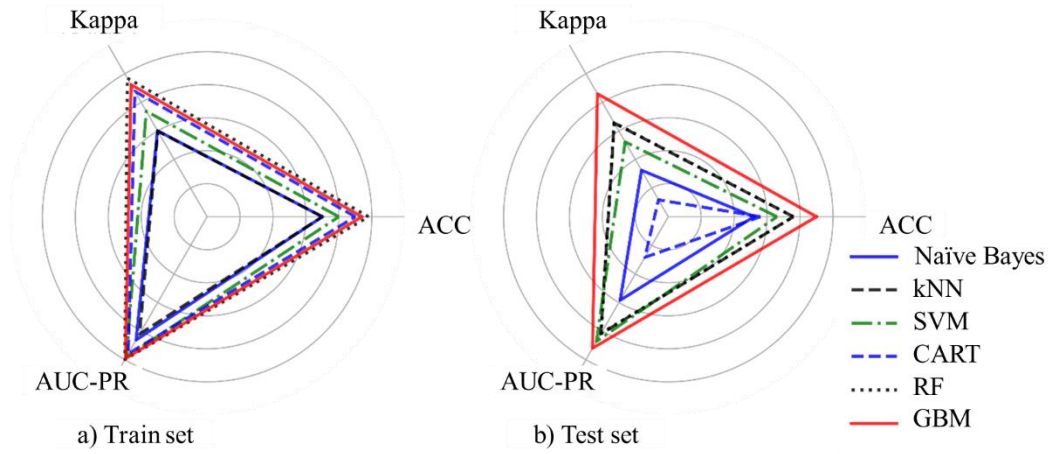 Kappa
Kappa
ACC
ACC
AUC-PR
AUC-PR
Naïve Bayes
kNN
SVM
CART
RF
GBM
a) Train set
b) Test set